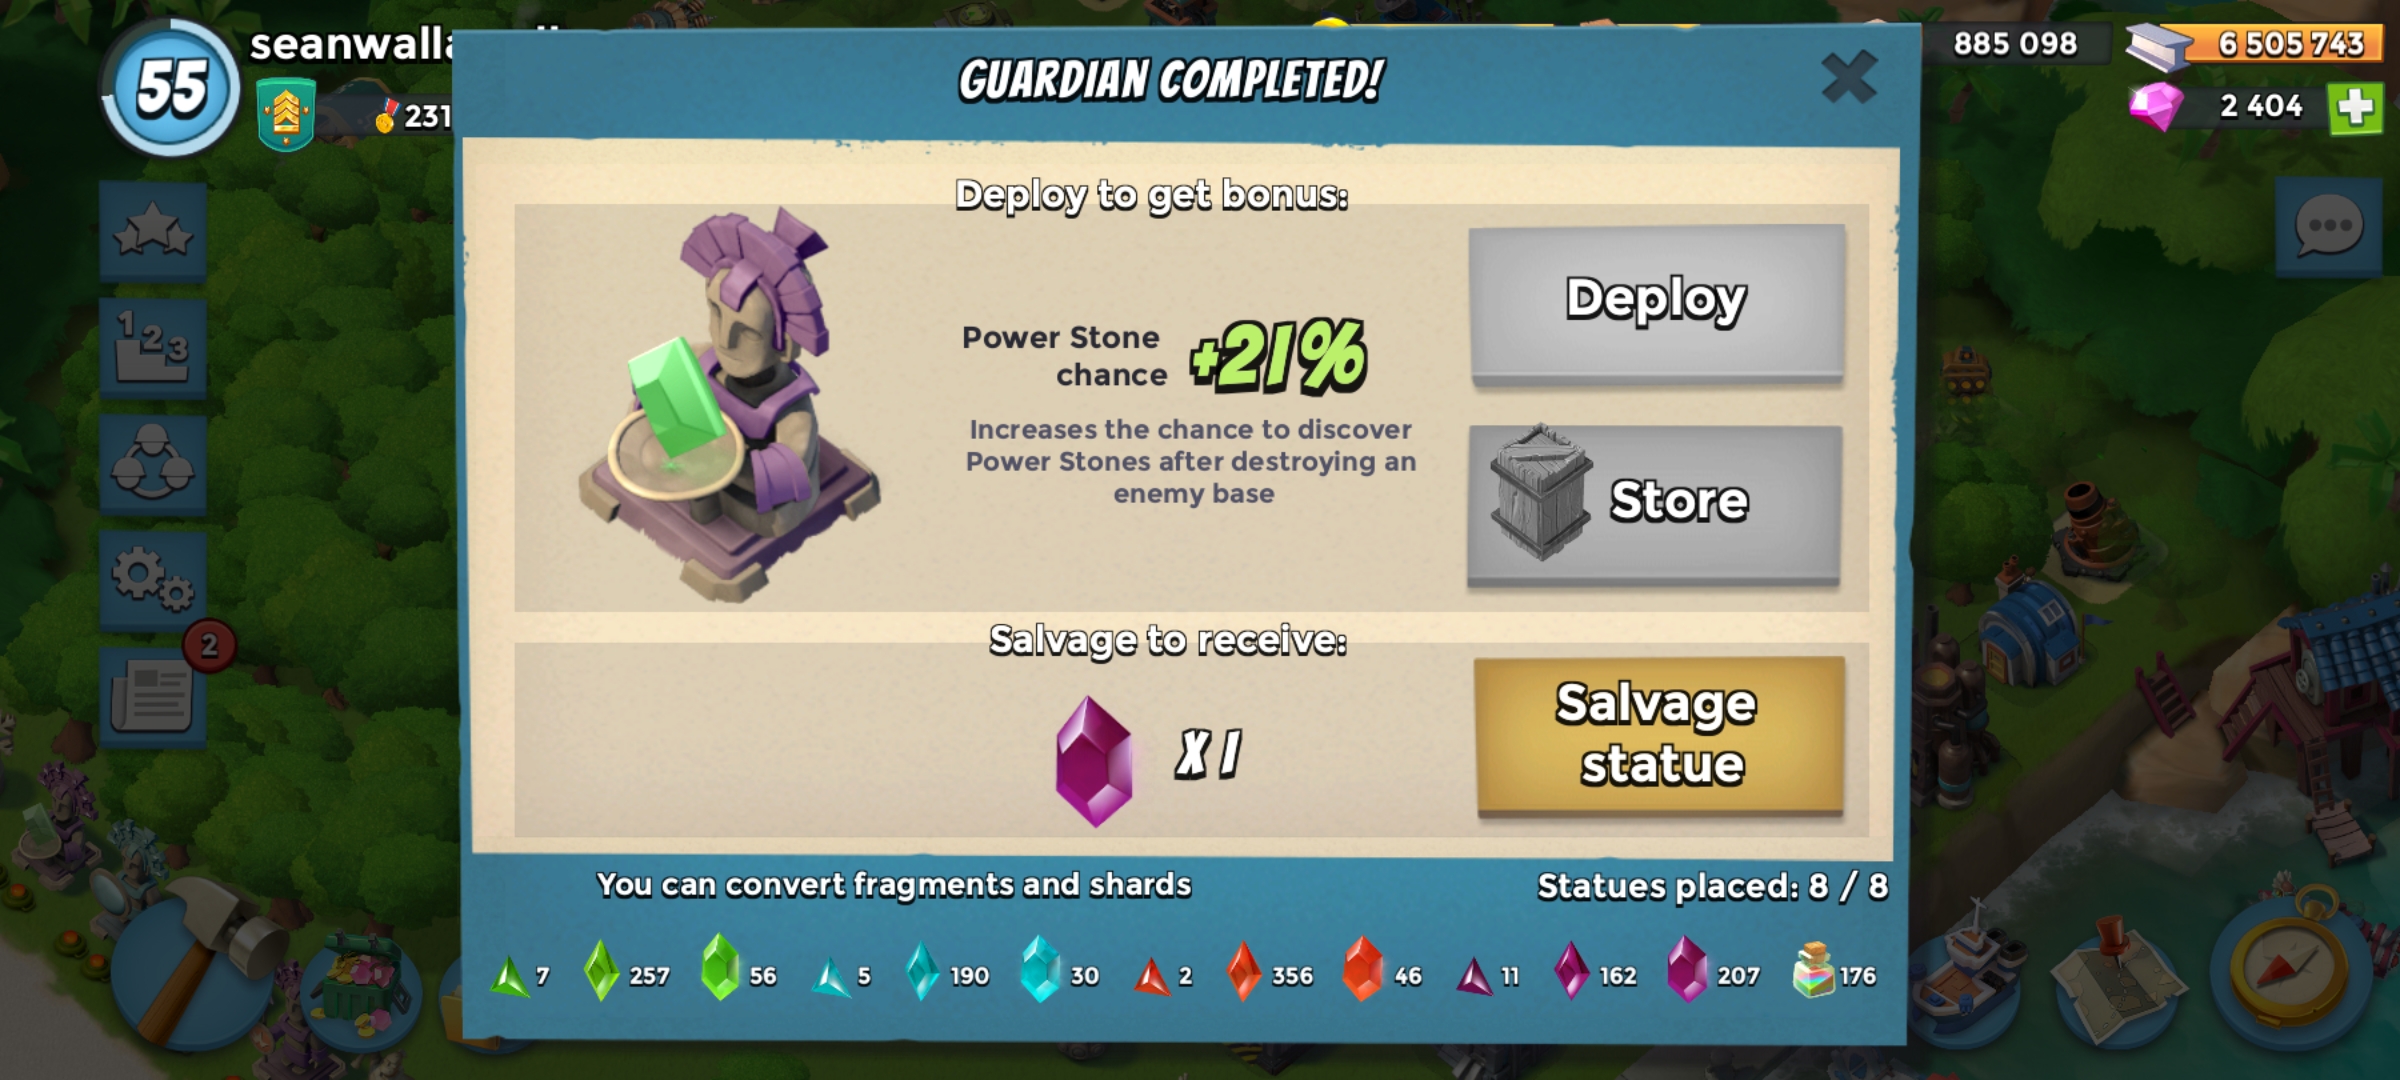 55
231
GUARDIAN COMPLETED!
885 098
6 505 743
2 404
Deploy to get bonus:
Power Stone
chance
+21%
Increases the chance to discover
Power Stones after destroying an
enemy base
Deploy
Store
123
2
Salvage to receive:
X 1
Salvage
statue
You can convert fragments and shards
Statues placed: 8 / 8
7 257 56 5 190 30 2 356 46 11 162 207 176